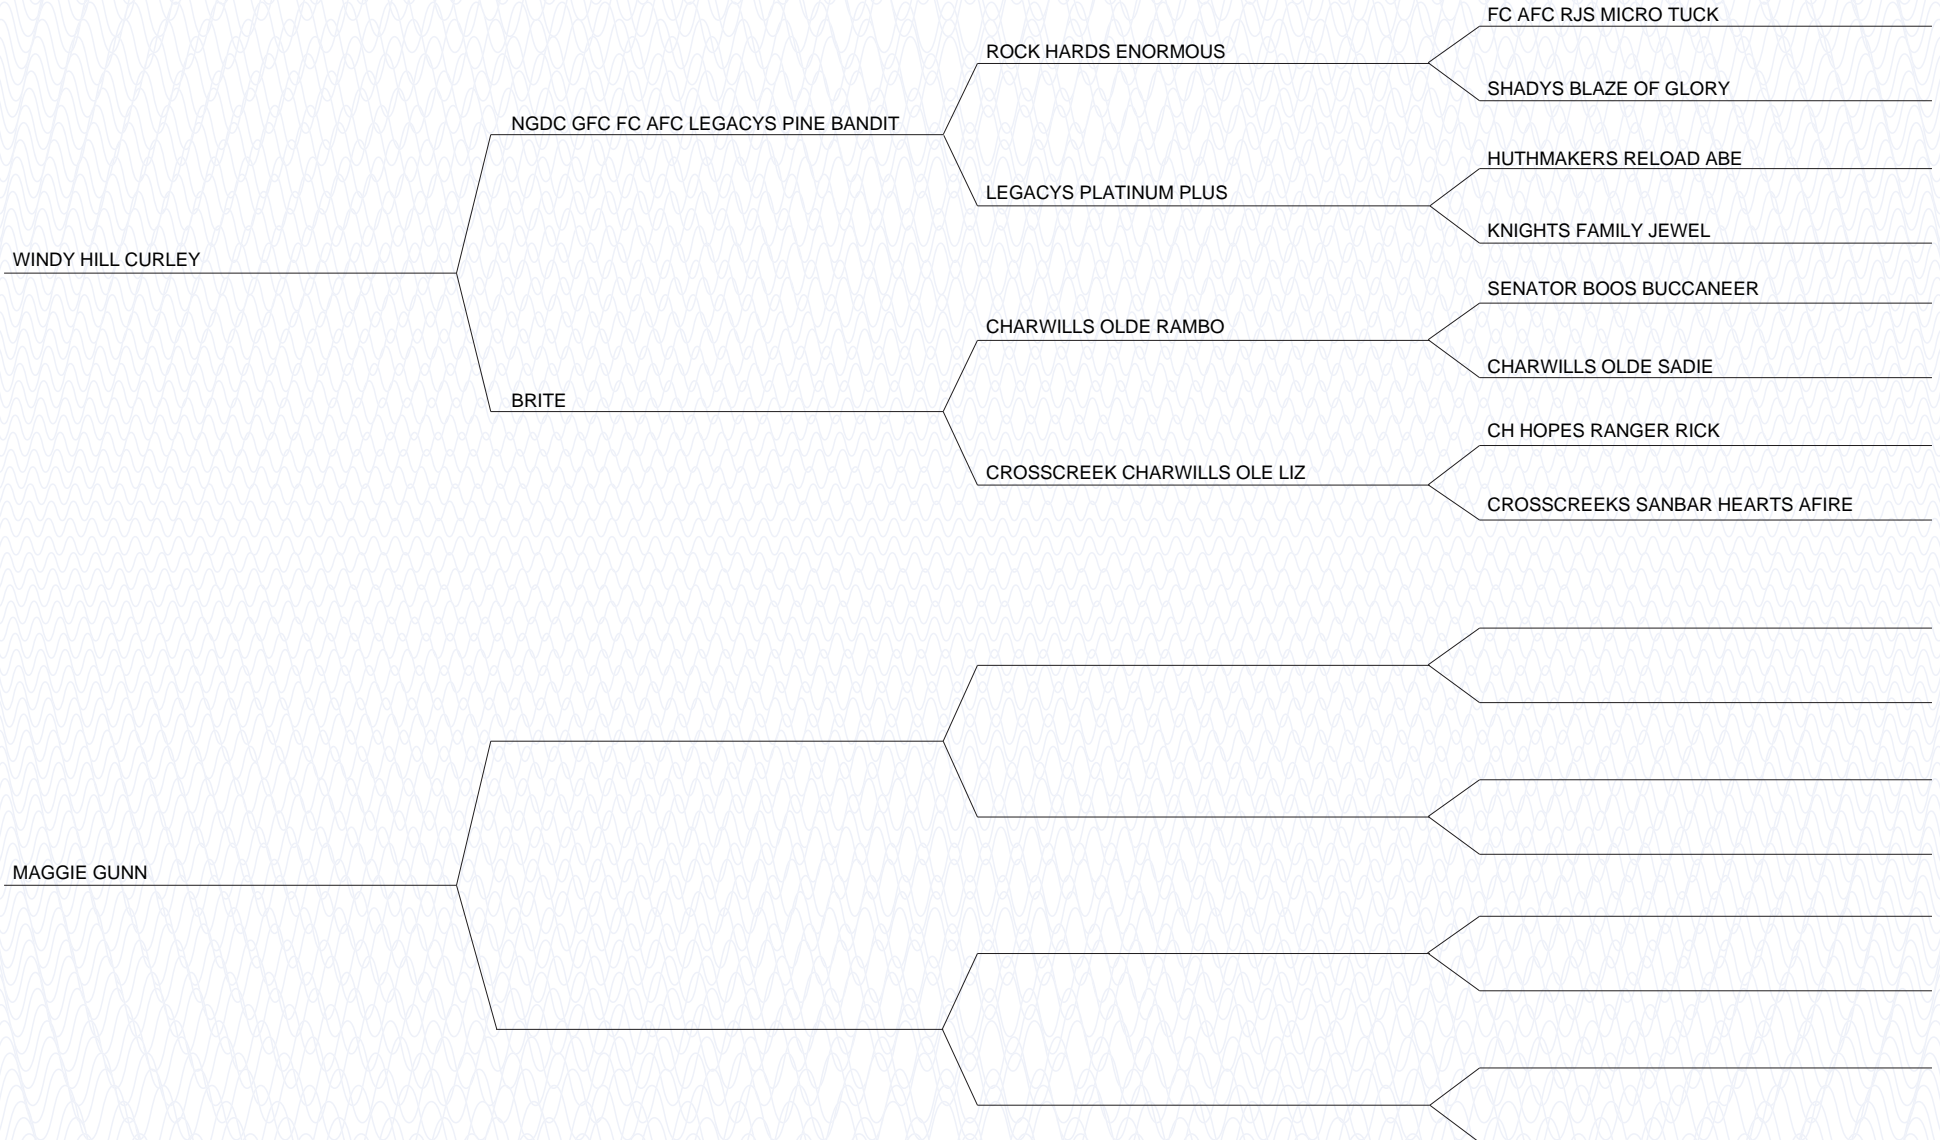 FC AFC RJS MICRO TUCK
ROCK HARDS ENORMOUS
SHADYS BLAZE OF GLORY
NGDC GFC FC AFC LEGACYS PINE BANDIT
HUTHMAKERS RELOAD ABE
LEGACYS PLATINUM PLUS
KNIGHTS FAMILY JEWEL
WINDY HILL CURLEY
SENATOR BOOS BUCCANEER
CHARWILLS OLDE RAMBO
CHARWILLS OLDE SADIE
BRITE
CH HOPES RANGER RICK
CROSSCREEK CHARWILLS OLE LIZ
CROSSCREEKS SANBAR HEARTS AFIRE
MAGGIE GUNN